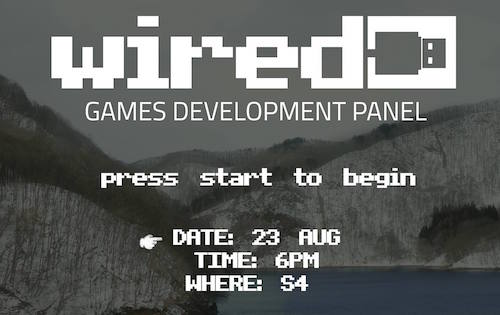 wired
GAMES DEVELOPMENT PANEL
press start to begin
DATE: 23 AUG
TIME: 6PM
WHERE: S4